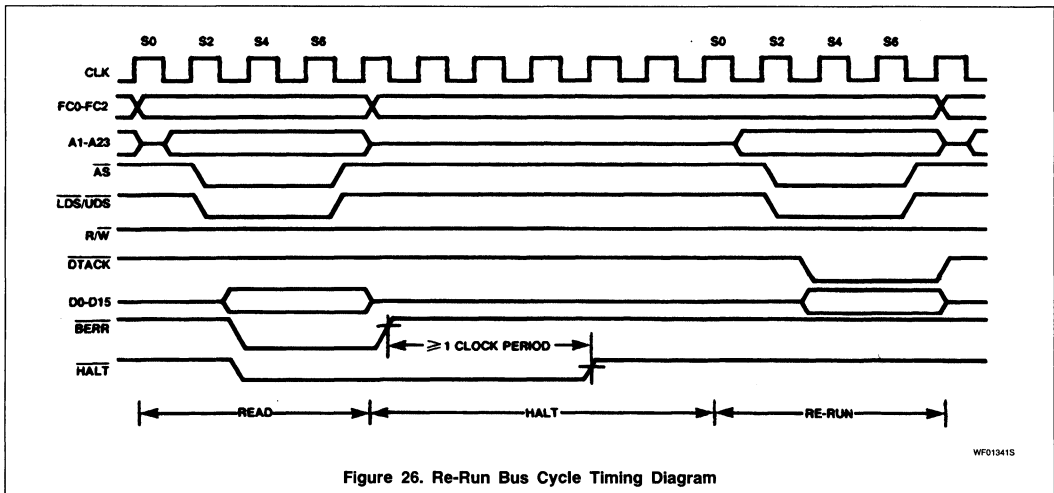 S0 S2 S4 S6 S0 S2 S4 S6
CLK
FC0-FC2
A1-A23
AS
LDS/UDS
R/W
DTACK
D0-D15
BERR
≥ 1 CLOCK PERIOD
HALT
READ HALT RE-RUN
WF01341S
Figure 26. Re-Run Bus Cycle Timing Diagram